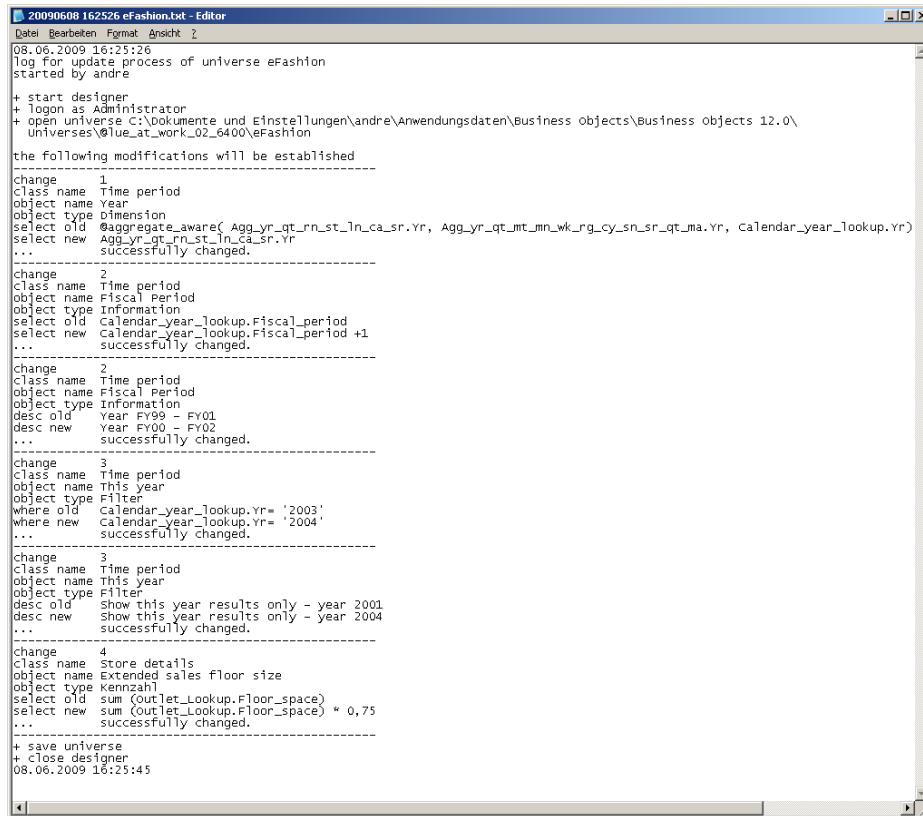 20090608 162526 eFashion.txt - Editor
Datei Bearbeiten Format Ansicht ?
08.06.2009 16:25:26
log for update process of universe eFashion
started by andre
+ start designer
+ logon as Administrator
+ open universe C:\Dokumente und Einstellungen\andre\Anwendungsdaten\Business Objects\Business Objects 12.0\
Universes\@lue_at_work_02_6400\eFashion
the following modifications will be established
--------------------------------------------------
change 1
class name Time period
object name Year
object type Dimension
select old @aggregate_aware( Agg_yr_qt_rn_st_ln_ca_sr.Yr, Agg_yr_qt_mt_mn_wk_rg_cy_sn_sr_qt_ma.Yr, Calendar_year_lookup.Yr)
select new Agg_yr_qt_rn_st_ln_ca_sr.Yr
... successfully changed.
--------------------------------------------------
change 2
class name Time period
object name Fiscal Period
object type Information
select old Calendar_year_lookup.Fiscal_period
select new Calendar_year_lookup.Fiscal_period +1
... successfully changed.
--------------------------------------------------
change 2
class name Time period
object name Fiscal Period
object type Information
desc old Year FY99 - FY01
desc new Year FY00 - FY02
... successfully changed.
--------------------------------------------------
change 3
class name Time period
object name This year
object type Filter
where old Calendar_year_lookup.Yr= '2003'
where new Calendar_year_lookup.Yr= '2004'
... successfully changed.
--------------------------------------------------
change 3
class name Time period
object name This year
object type Filter
desc old Show this year results only - year 2001
desc new Show this year results only - year 2004
... successfully changed.
--------------------------------------------------
change 4
class name Store details
object name Extended sales floor size
object type Kennzahl
select old sum (Outlet_Lookup.Floor_space)
select new sum (Outlet_Lookup.Floor_space) * 0,75
... successfully changed.
--------------------------------------------------
+ save universe
+ close designer
08.06.2009 16:25:45